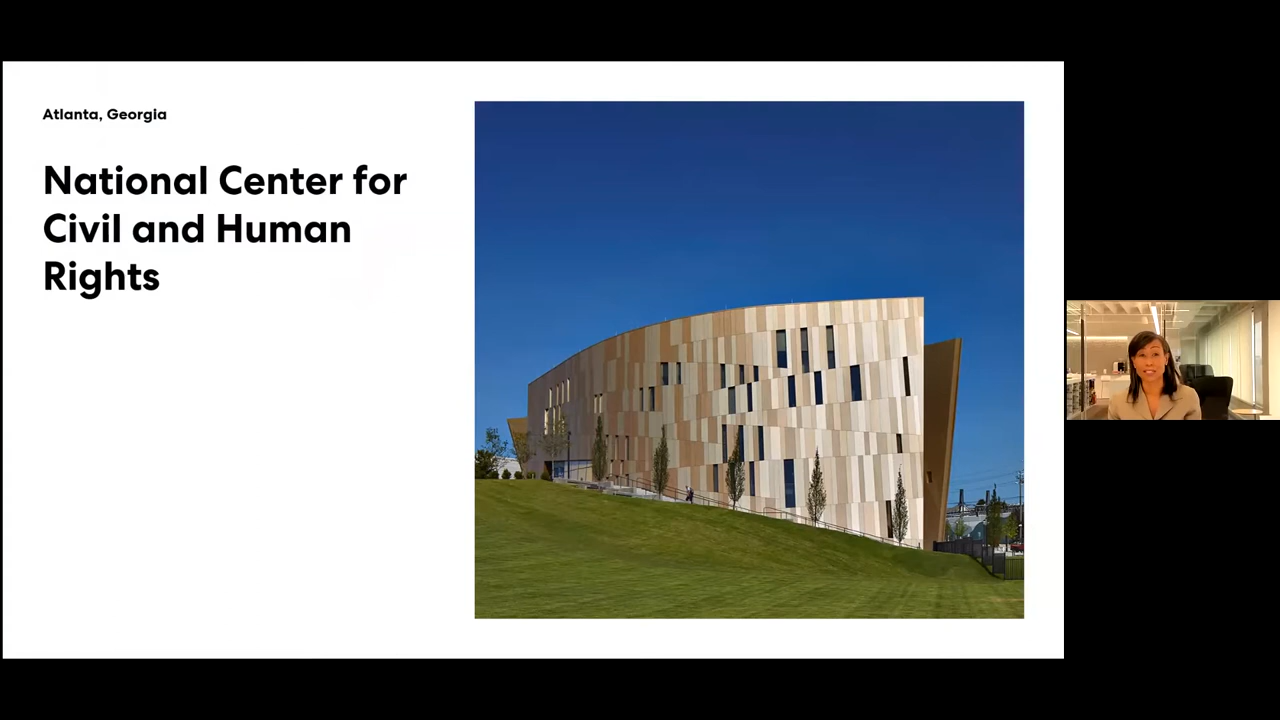 Atlanta, Georgia
National Center for
Civil and Human
Rights